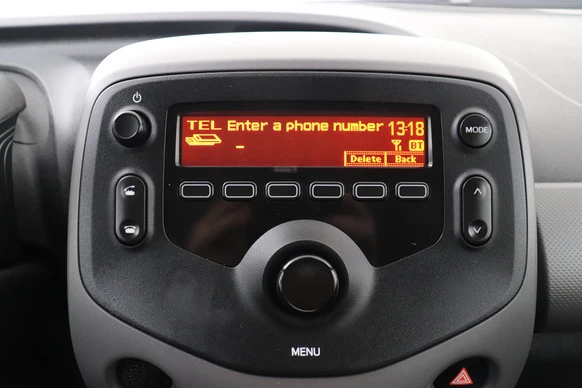 TEL Enter a phone number 13:18
BT
Delete Back
MODE
MENU